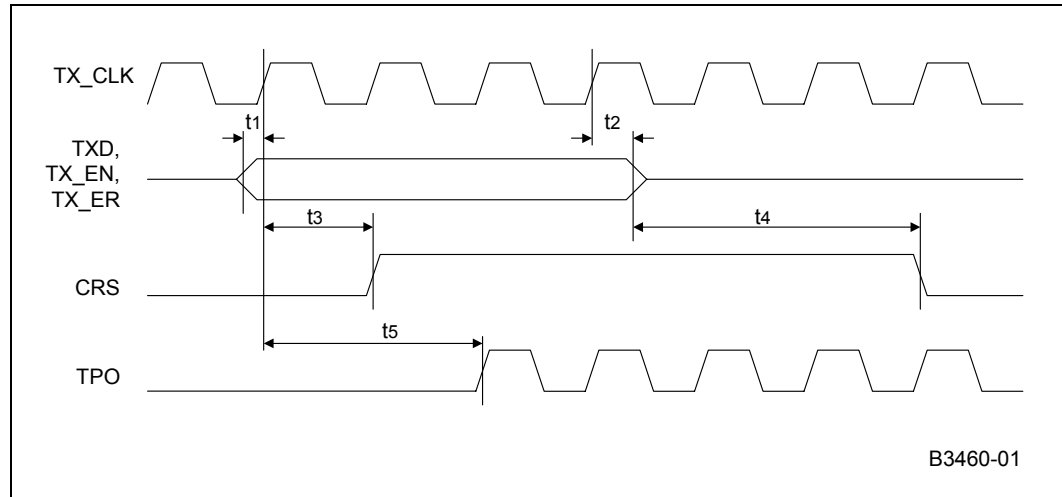 TX_CLK
t1
t2
TXD,
TX_EN,
TX_ER
t3
t4
CRS
t5
TPO
B3460-01